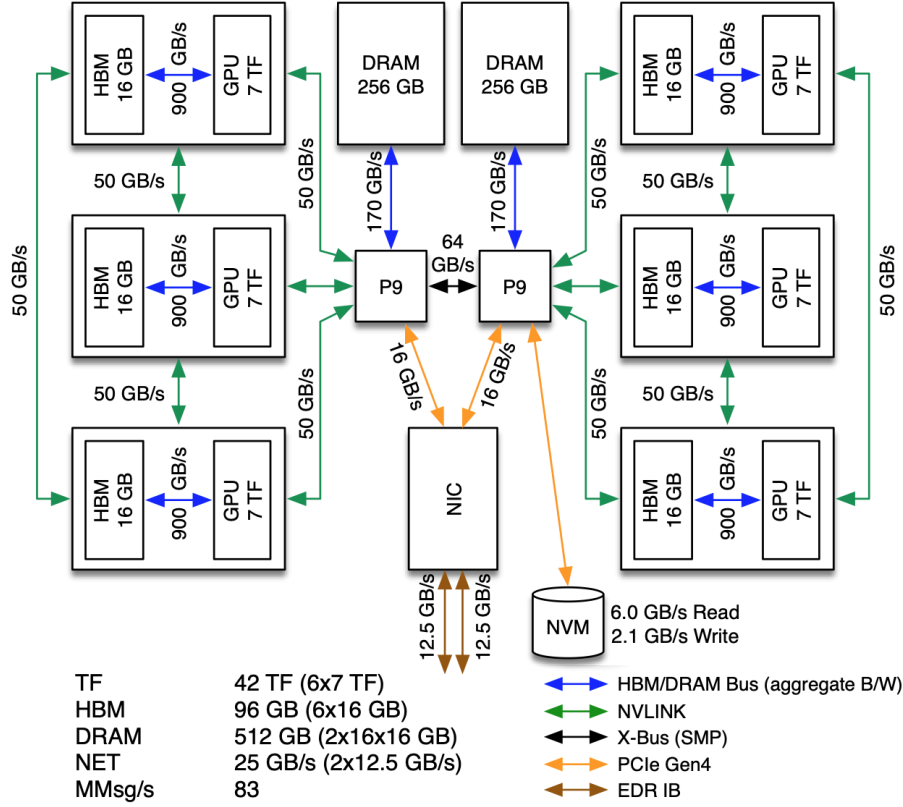 HBM
16 GB
900
GB/s
GPU
7 TF
50 GB/s
50 GB/s
HBM
16 GB
900
GB/s
GPU
7 TF
50 GB/s
HBM
16 GB
900
GB/s
GPU
7 TF
50 GB/s
50 GB/s
DRAM
256 GB
DRAM
256 GB
170 GB/s
170 GB/s
P9
64
GB/s
P9
16 GB/s
16 GB/s
NIC
12.5 GB/s
12.5 GB/s
NVM
6.0 GB/s Read
2.1 GB/s Write
50 GB/s
50 GB/s
HBM
16 GB
900
GB/s
GPU
7 TF
50 GB/s
HBM
16 GB
900
GB/s
GPU
7 TF
50 GB/s
HBM
16 GB
900
GB/s
GPU
7 TF
50 GB/s
TF 42 TF (6x7 TF)
HBM 96 GB (6x16 GB)
DRAM 512 GB (2x16x16 GB)
NET 25 GB/s (2x12.5 GB/s)
MMsg/s 83
HBM/DRAM Bus (aggregate B/W)
NVLINK
X-Bus (SMP)
PCIe Gen4
EDR IB